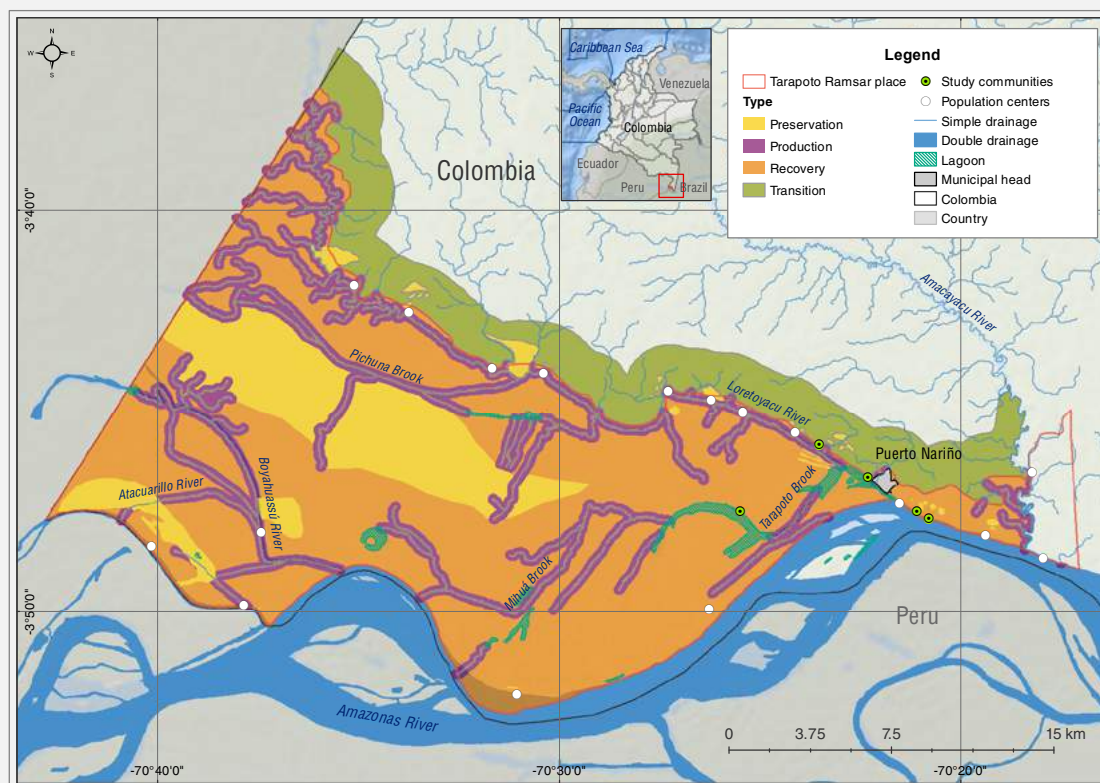 N
W
E
S
Caribbean Sea
Venezuela
Pacific
Ocean
Colombia
Ecuador
Peru
Brazil
Legend
Tarapoto Ramsar place
Type
Preservation
Production
Recovery
Transition
Study communities
Population centers
Simple drainage
Double drainage
Lagoon
Municipal head
Colombia
Country
Colombia
-3°40'0"
Amacayacu River
Pichuna Brook
Loretoyacu River
Puerto Nariño
Tarapoto Brook
Atacuarillo River
Boyahuassú River
Mihuá Brook
-3°50'0"
Peru
Amazonas River
0 3.75 7.5 15 km
-70°40'0" -70°30'0" -70°20'0"